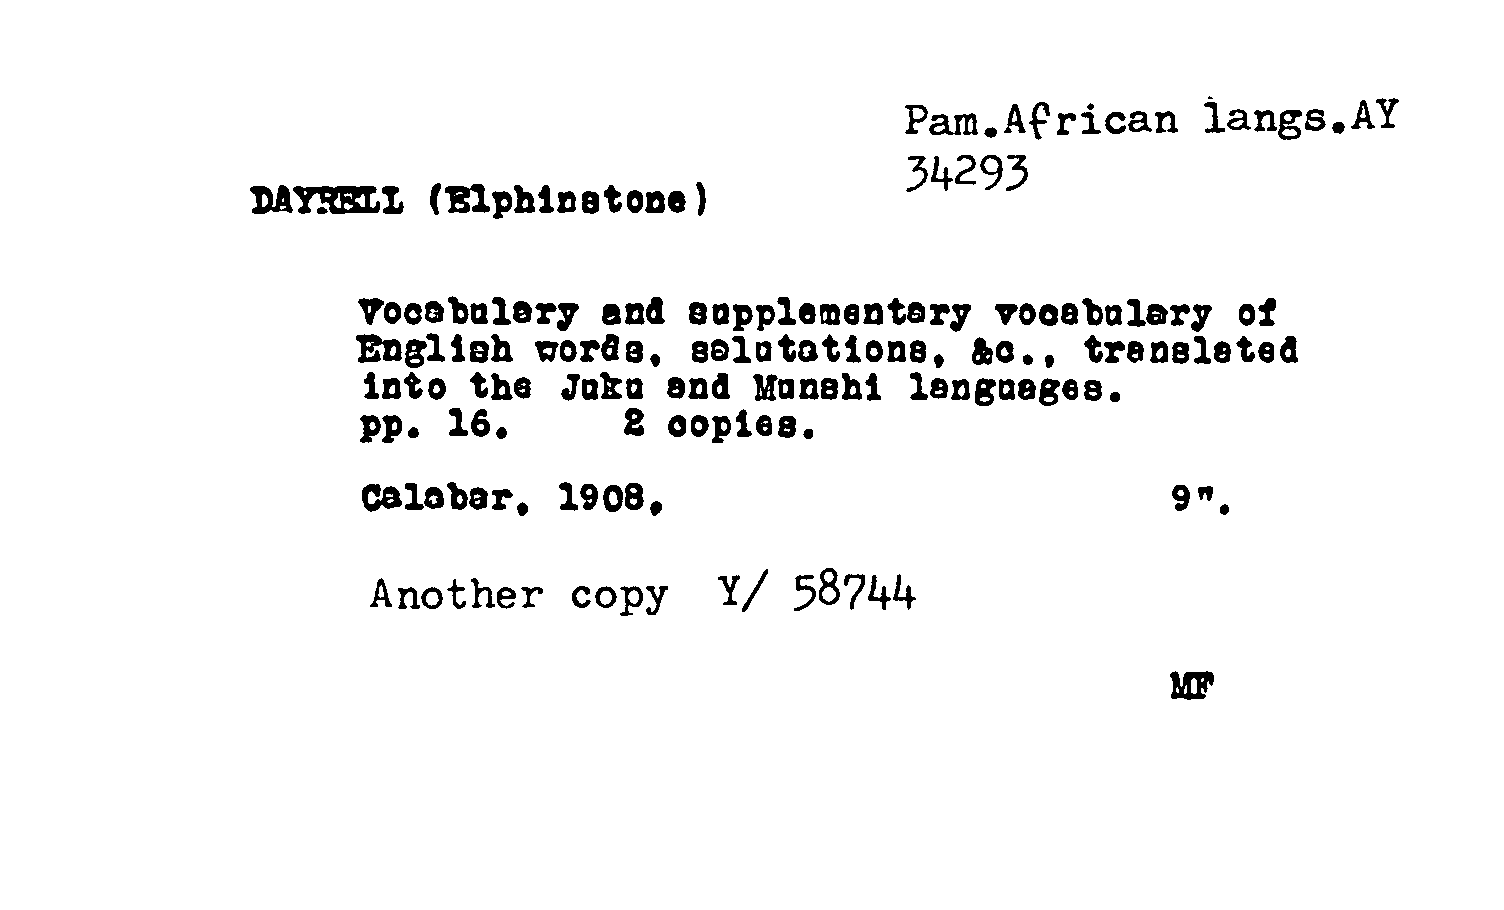 Pam.African langs.AY
34293
DAYRELL (Elphinstone)
Vocabulary and supplementary vocabulary of
English words, salutations, &c., translated
into the Juku and Munshi languages.
pp. 16. 2 copies.
Calabar, 1908, 9".
Another copy Y/ 58744
MF